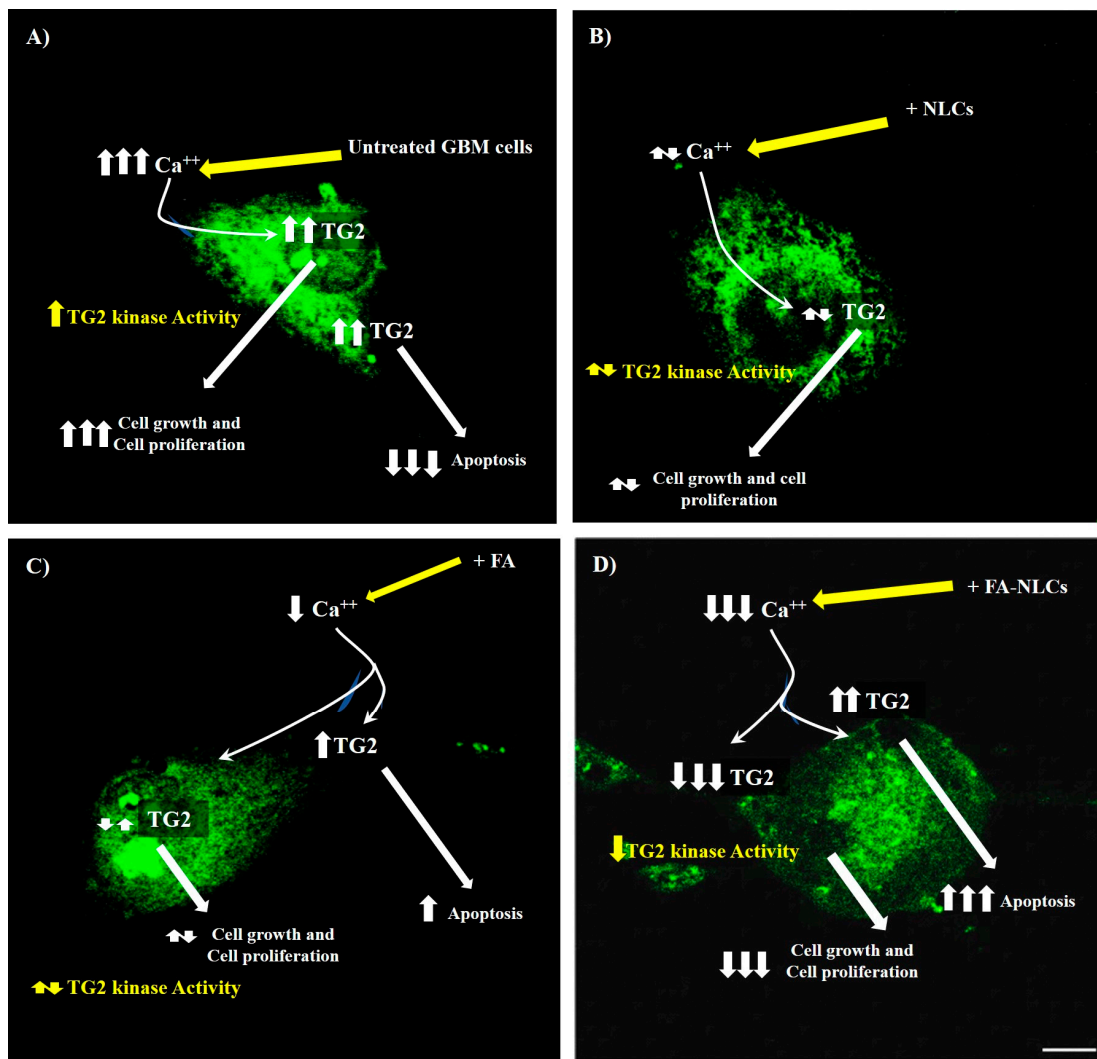 A)
Untreated GBM cells
Ca++
TG2
TG2 kinase Activity
TG2
Cell growth and
Cell proliferation
Apoptosis
B)
+ NLCs
Ca++
TG2
TG2 kinase Activity
Cell growth and cell
proliferation
C)
+ FA
Ca++
TG2
TG2
Apoptosis
Cell growth and
Cell proliferation
TG2 kinase Activity
D)
+ FA-NLCs
Ca++
TG2
TG2
TG2 kinase Activity
Apoptosis
Cell growth and
Cell proliferation